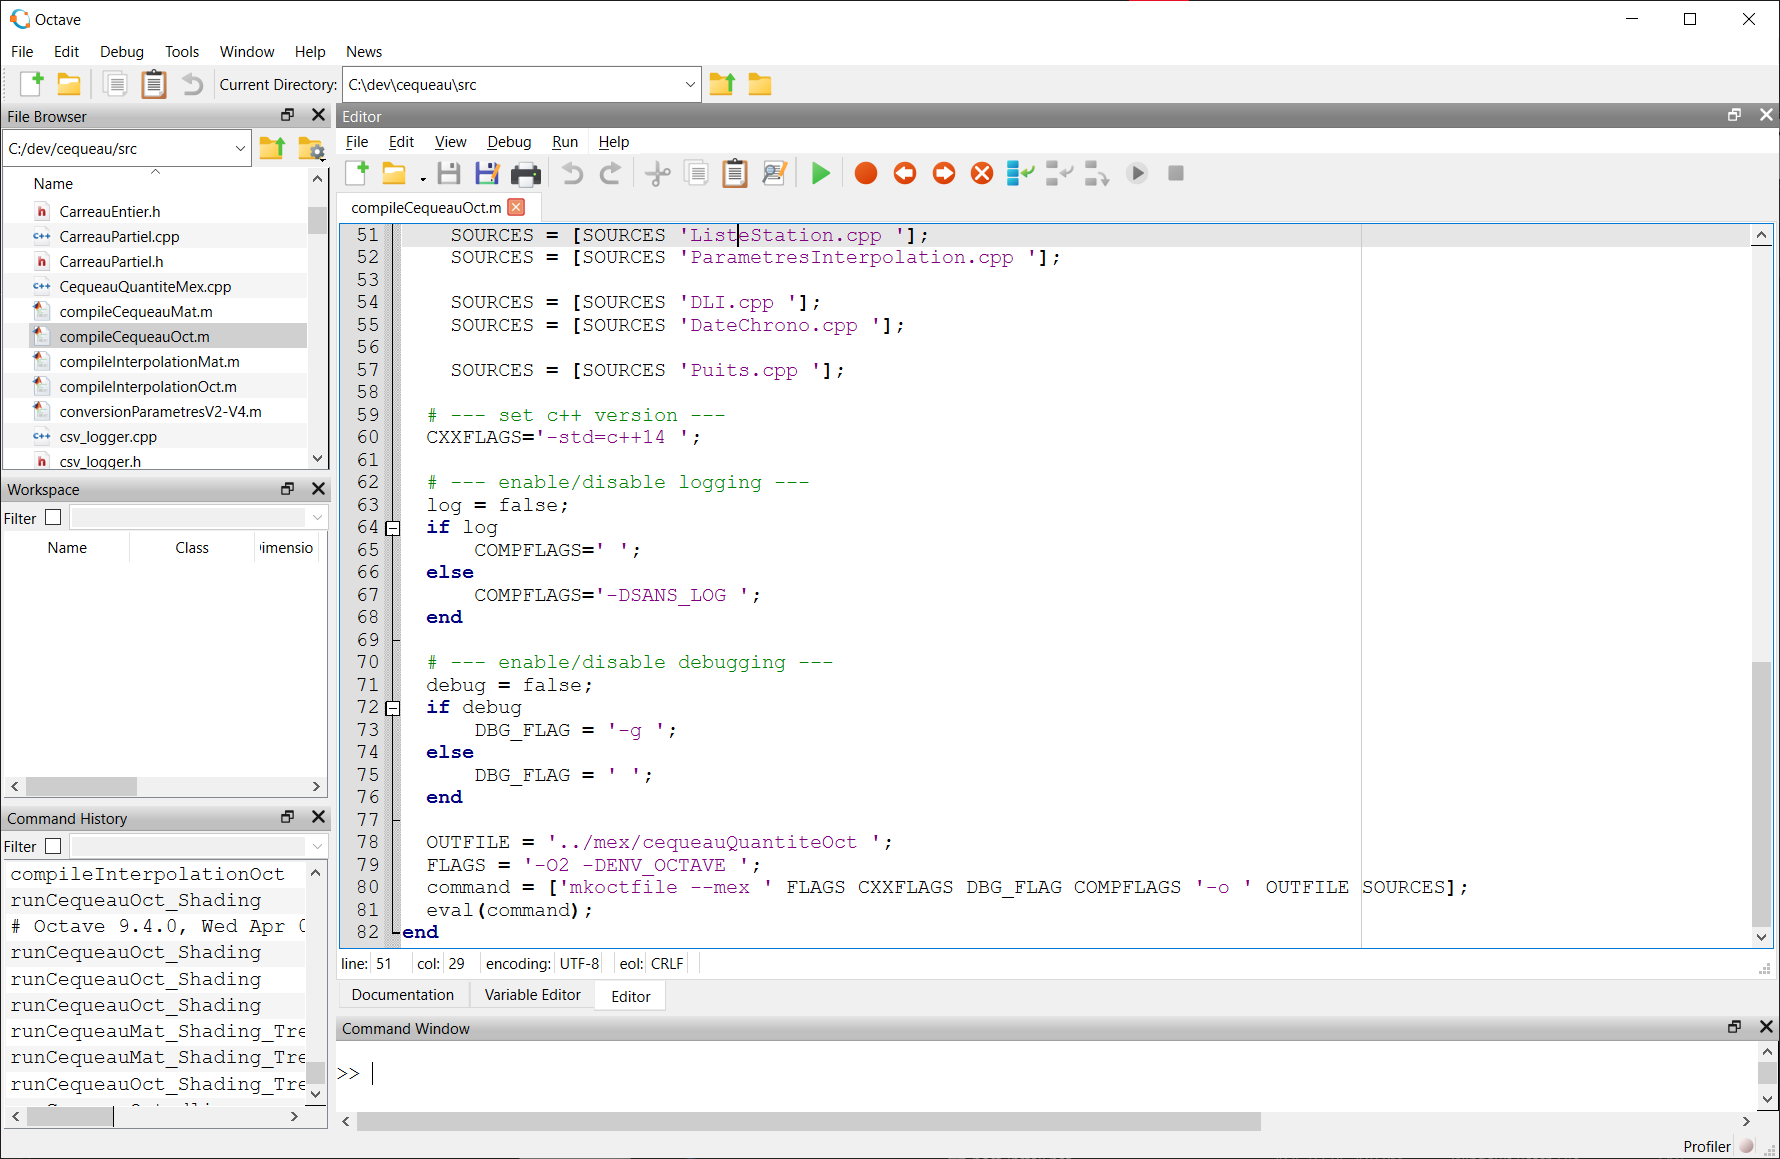 Octave
File Edit Debug Tools Window Help News
Current Directory: C:\dev\cequeau\src
File Browser
C:/dev/cequeau/src
Name
CarreauEntier.h
CarreauPartiel.cpp
CarreauPartiel.h
CequeauQuantiteMex.cpp
compileCequeauMat.m
compileCequeauOct.m
compileInterpolationMat.m
compileInterpolationOct.m
conversionParametresV2-V4.m
csv_logger.cpp
csv_logger.h
Workspace
Filter
Name Class Dimensio
Command History
Filter
compileInterpolationOct
runCequeauOct_Shading
# Octave 9.4.0, Wed Apr 0
runCequeauOct_Shading
runCequeauOct_Shading
runCequeauOct_Shading
runCequeauMat_Shading_Tre
runCequeauMat_Shading_Tre
runCequeauOct_Shading_Tre
Editor
File Edit View Debug Run Help
compileCequeauOct.m
51 SOURCES = [SOURCES 'ListeStation.cpp '];
52 SOURCES = [SOURCES 'ParametresInterpolation.cpp '];
53
54 SOURCES = [SOURCES 'DLI.cpp '];
55 SOURCES = [SOURCES 'DateChrono.cpp '];
56
57 SOURCES = [SOURCES 'Puits.cpp '];
58
59 # --- set c++ version ---
60 CXXFLAGS='-std=c++14 ';
61
62 # --- enable/disable logging ---
63 log = false;
64 if log
65 COMPFLAGS=' ';
66 else
67 COMPFLAGS='-DSANS_LOG ';
68 end
69
70 # --- enable/disable debugging ---
71 debug = false;
72 if debug
73 DBG_FLAG = '-g ';
74 else
75 DBG_FLAG = ' ';
76 end
77
78 OUTFILE = '../mex/cequeauQuantiteOct ';
79 FLAGS = '-O2 -DENV_OCTAVE ';
80 command = ['mkoctfile --mex ' FLAGS CXXFLAGS DBG_FLAG COMPFLAGS '-o ' OUTFILE SOURCES];
81 eval(command);
82 end
line: 51 col: 29 encoding: UTF-8 eol: CRLF
Documentation Variable Editor Editor
Command Window
>>
Profiler